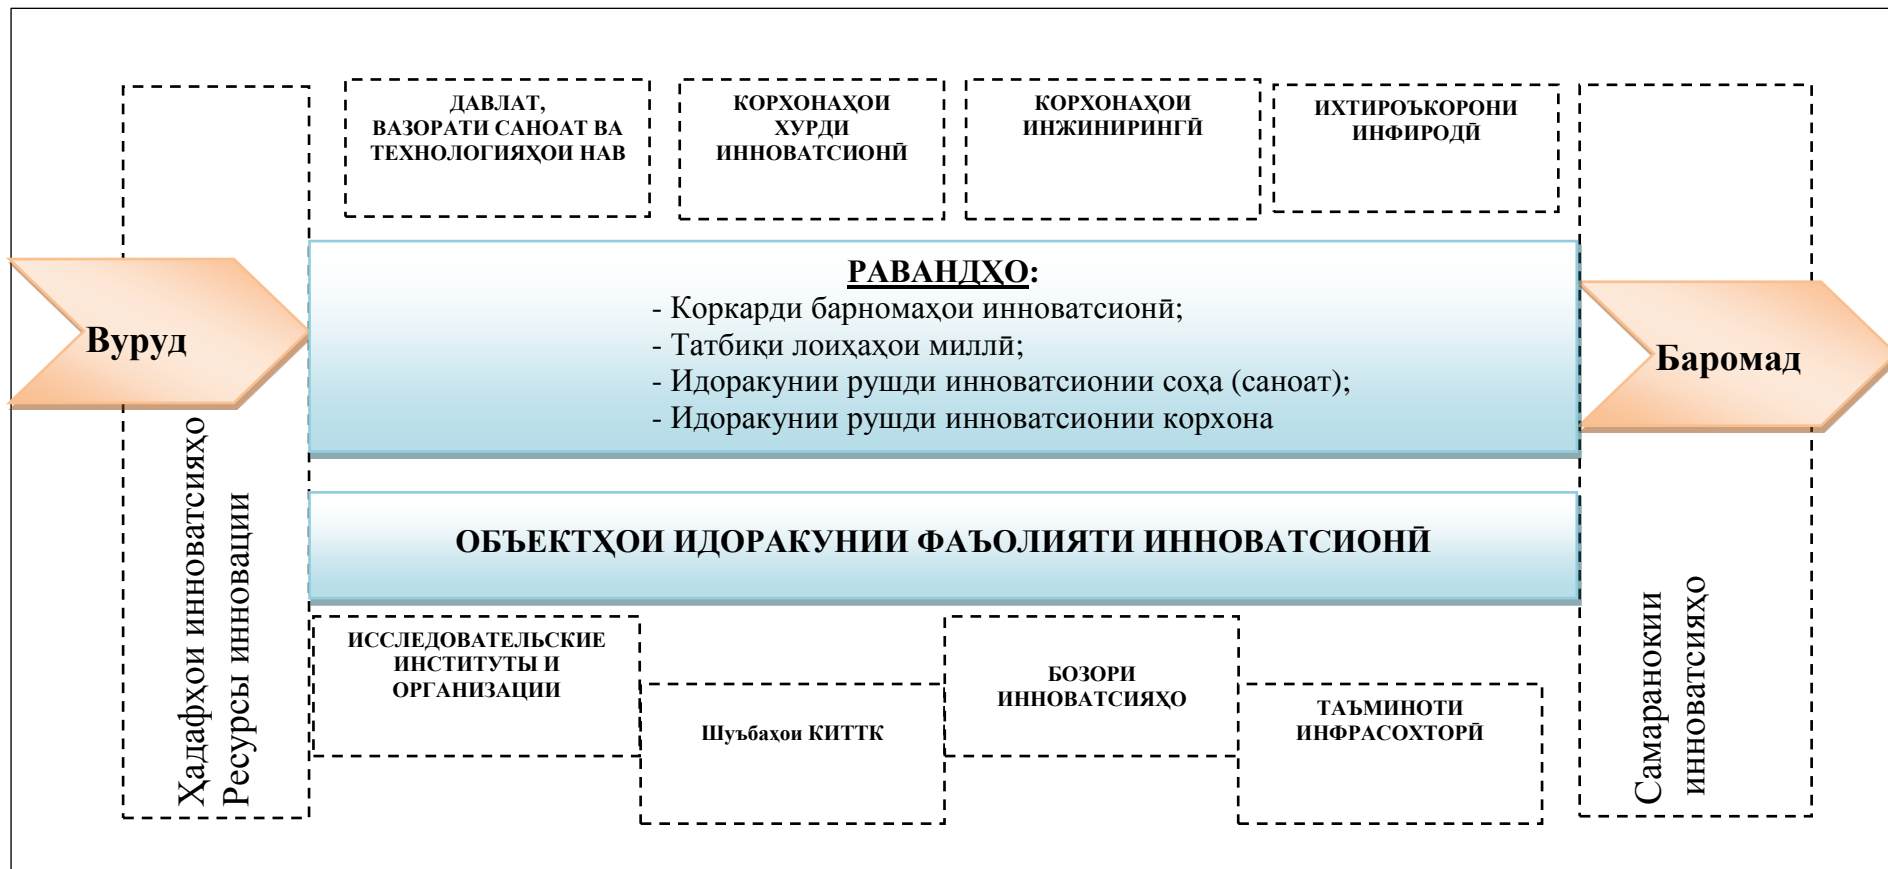 ДАВЛАТ,
ВАЗОРАТИ САНОАТ ВА
ТЕХНОЛОГИЯҲОИ НАВ
КОРХОНАҲОИ
ХУРДИ
ИННОВАТСИОНӢ
КОРХОНАҲОИ
ИНЖИНИРИНГӢ
ИХТИРОЪКОРОНИ
ИНФИРОДӢ
Вуруд
РАВАНДҲО:
- Коркарди барномаҳои инноватсионӣ;
- Татбиқи лоиҳаҳои миллӣ;
- Идоракунии рушди инноватсионии соҳа (саноат);
- Идоракунии рушди инноватсионии корхона
Баромад
Ҳадафҳои инноватсияҳо
Ресурсы инновации
ОБЪЕКТҲОИ ИДОРАКУНИИ ФАЪОЛИЯТИ ИННОВАТСИОНӢ
Самаранокии
инноватсияҳо
ИССЛЕДОВАТЕЛЬСКИЕ
ИНСТИТУТЫ И
ОРГАНИЗАЦИИ
Шуъбаҳои КИТТК
БОЗОРИ
ИННОВАТСИЯҲО
ТАЪМИНОТИ
ИНФРАСОХТОРӢ